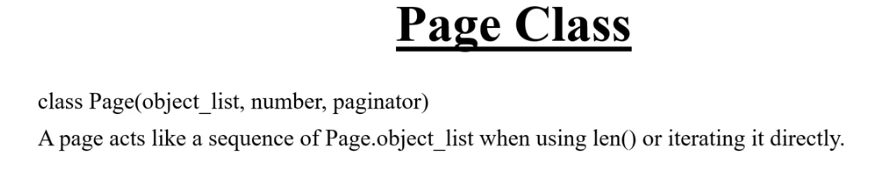 Page Class
class Page(object_list, number, paginator)
A page acts like a sequence of Page.object_list when using len() or iterating it directly.